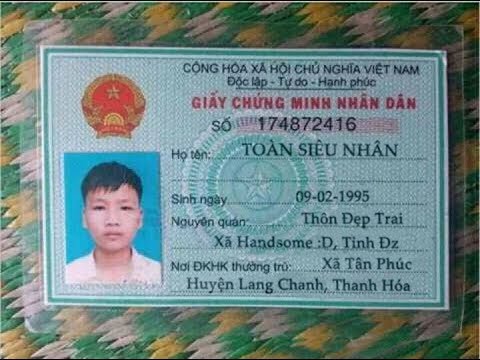 CỘNG HÒA XÃ HỘI CHỦ NGHĨA VIỆT NAM
Độc lập - Tự do - Hạnh phúc
GIẤY CHỨNG MINH NHÂN DÂN
SỐ 174872416
Họ tên: TOÀN SIÊU NHÂN
Sinh ngày 09-02-1995
Nguyên quán: Thôn Đẹp Trai
Xã Handsome :D, Tỉnh Đz
Nơi ĐKHK thường trú: Xã Tân Phúc
Huyện Lang Chanh, Thanh Hóa